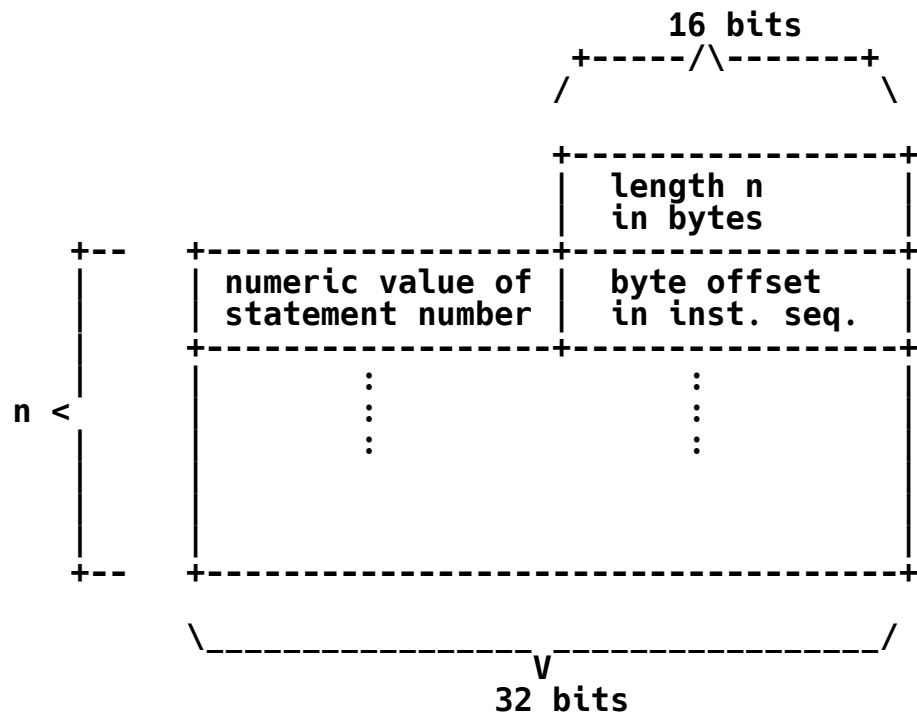 16 bits
length n
in bytes
numeric value of byte offset
statement number in inst. seq.
: :
n < : :
: :
32 bits